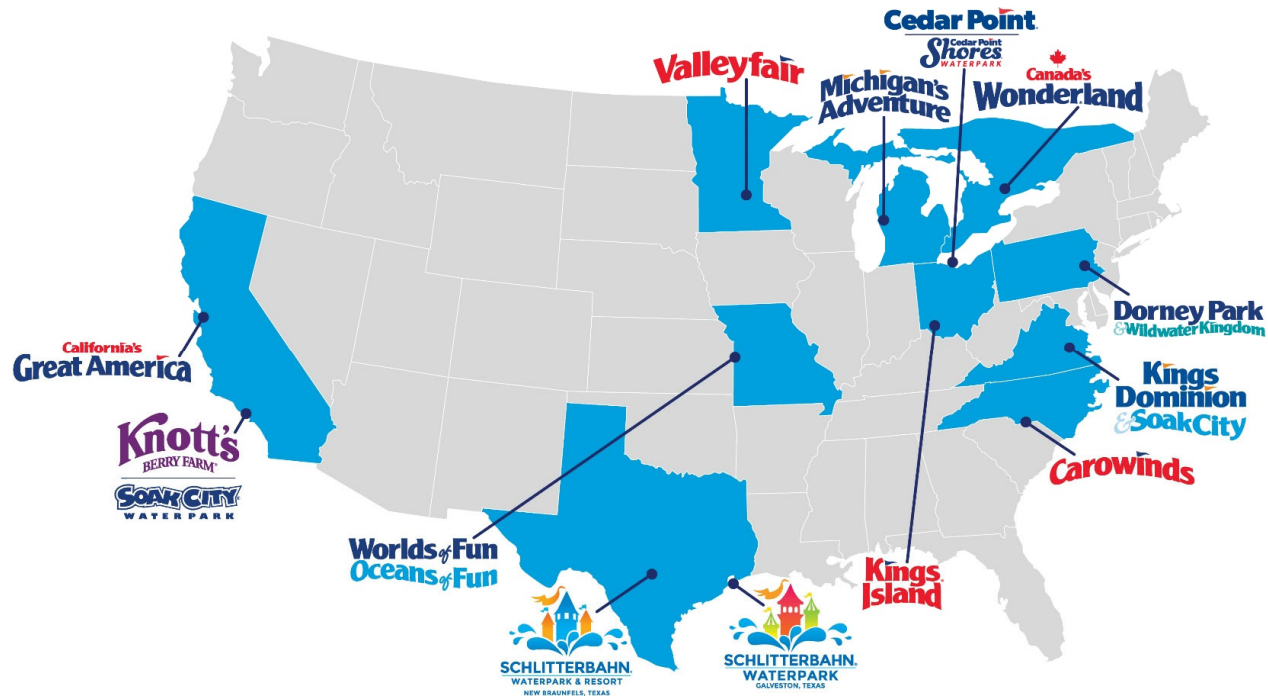 Cedar Point
Cedar Point
Shores
WATERPARK
Valleyfair
Michigan's
Adventure
Canada's
Wonderland
Dorney Park
&Wildwater Kingdom
California's
Great America
Kings
Dominion
&Soak City
Knott's
BERRY FARM®
SOAK CITY
WATERPARK
Carowinds
Worlds of Fun
Oceans of Fun
Kings
Island
SCHLITTERBAHN
WATERPARK & RESORT
NEW BRAUNFELS, TEXAS
SCHLITTERBAHN
WATERPARK
GALVESTON, TEXAS